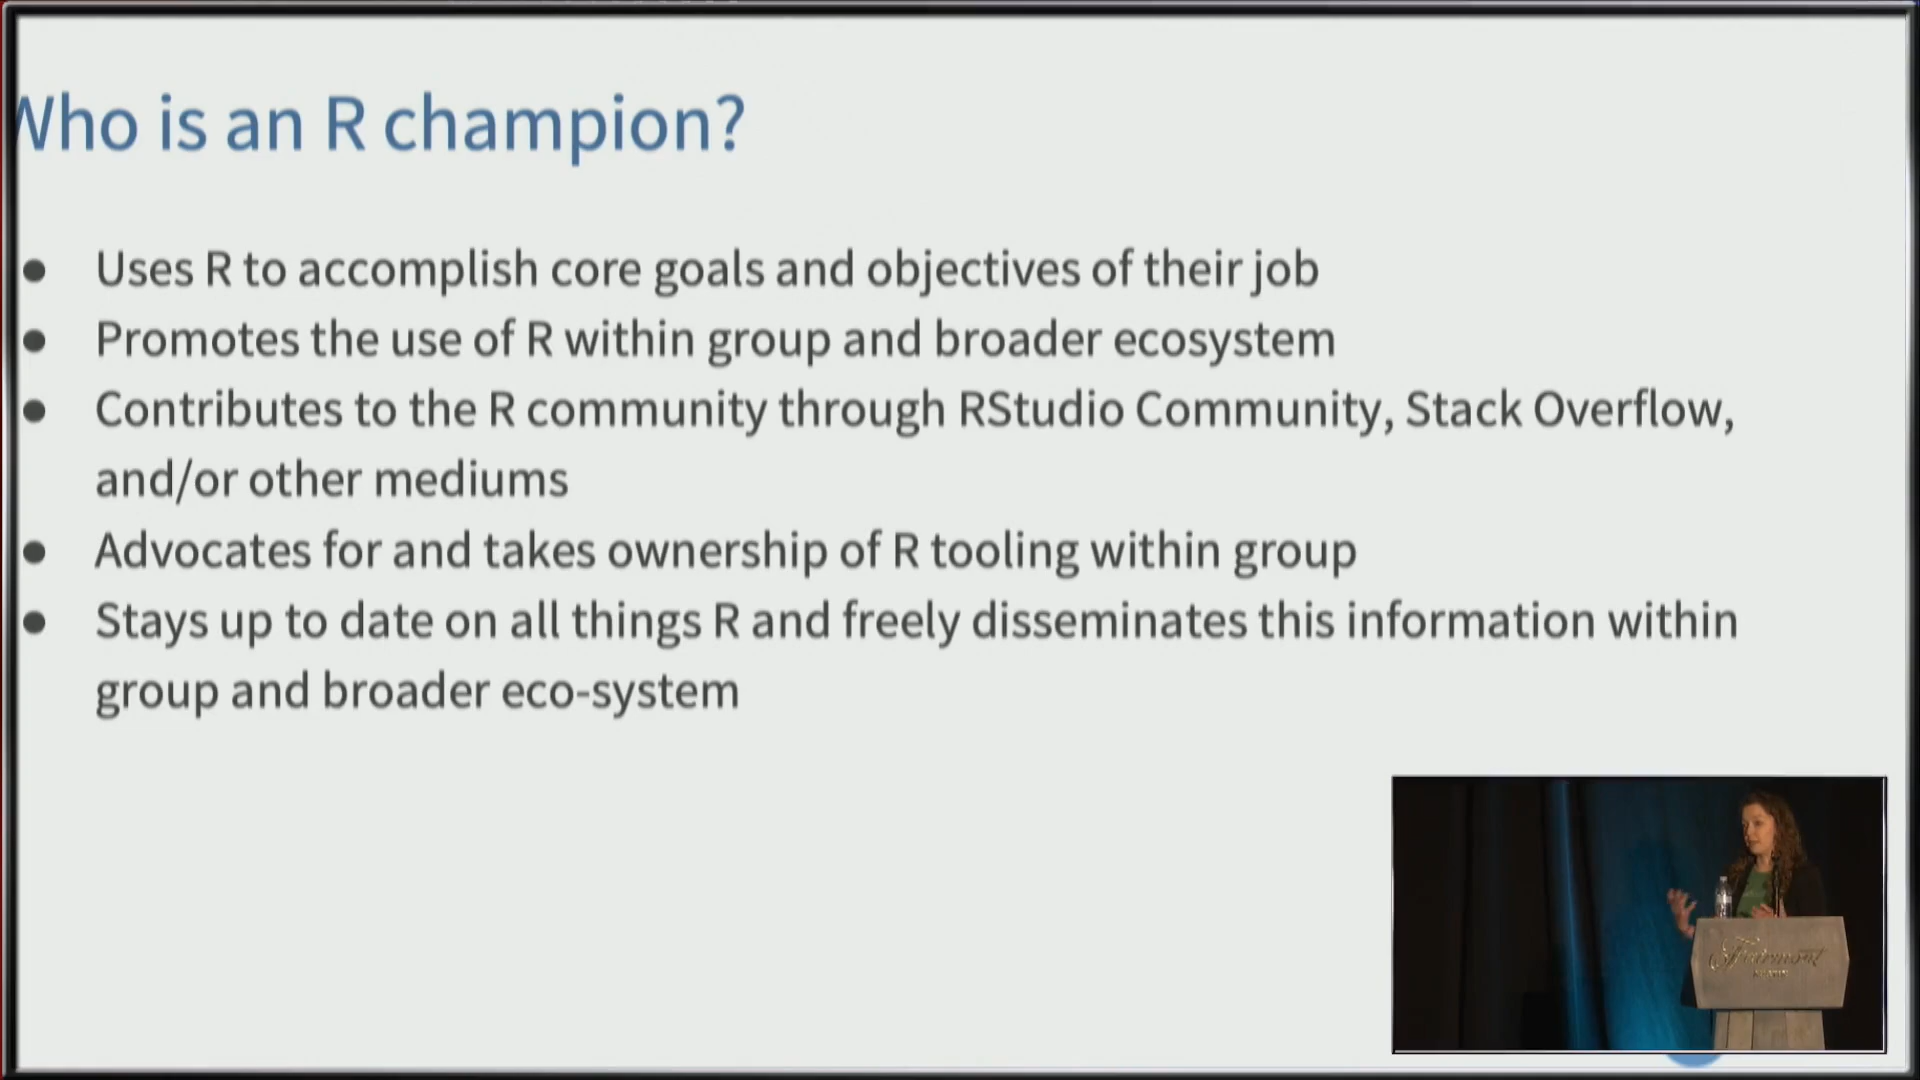 Who is an R champion?
● Uses R to accomplish core goals and objectives of their job
● Promotes the use of R within group and broader ecosystem
● Contributes to the R community through RStudio Community, Stack Overflow,
and/or other mediums
● Advocates for and takes ownership of R tooling within group
● Stays up to date on all things R and freely disseminates this information within
group and broader eco-system
Fairmont